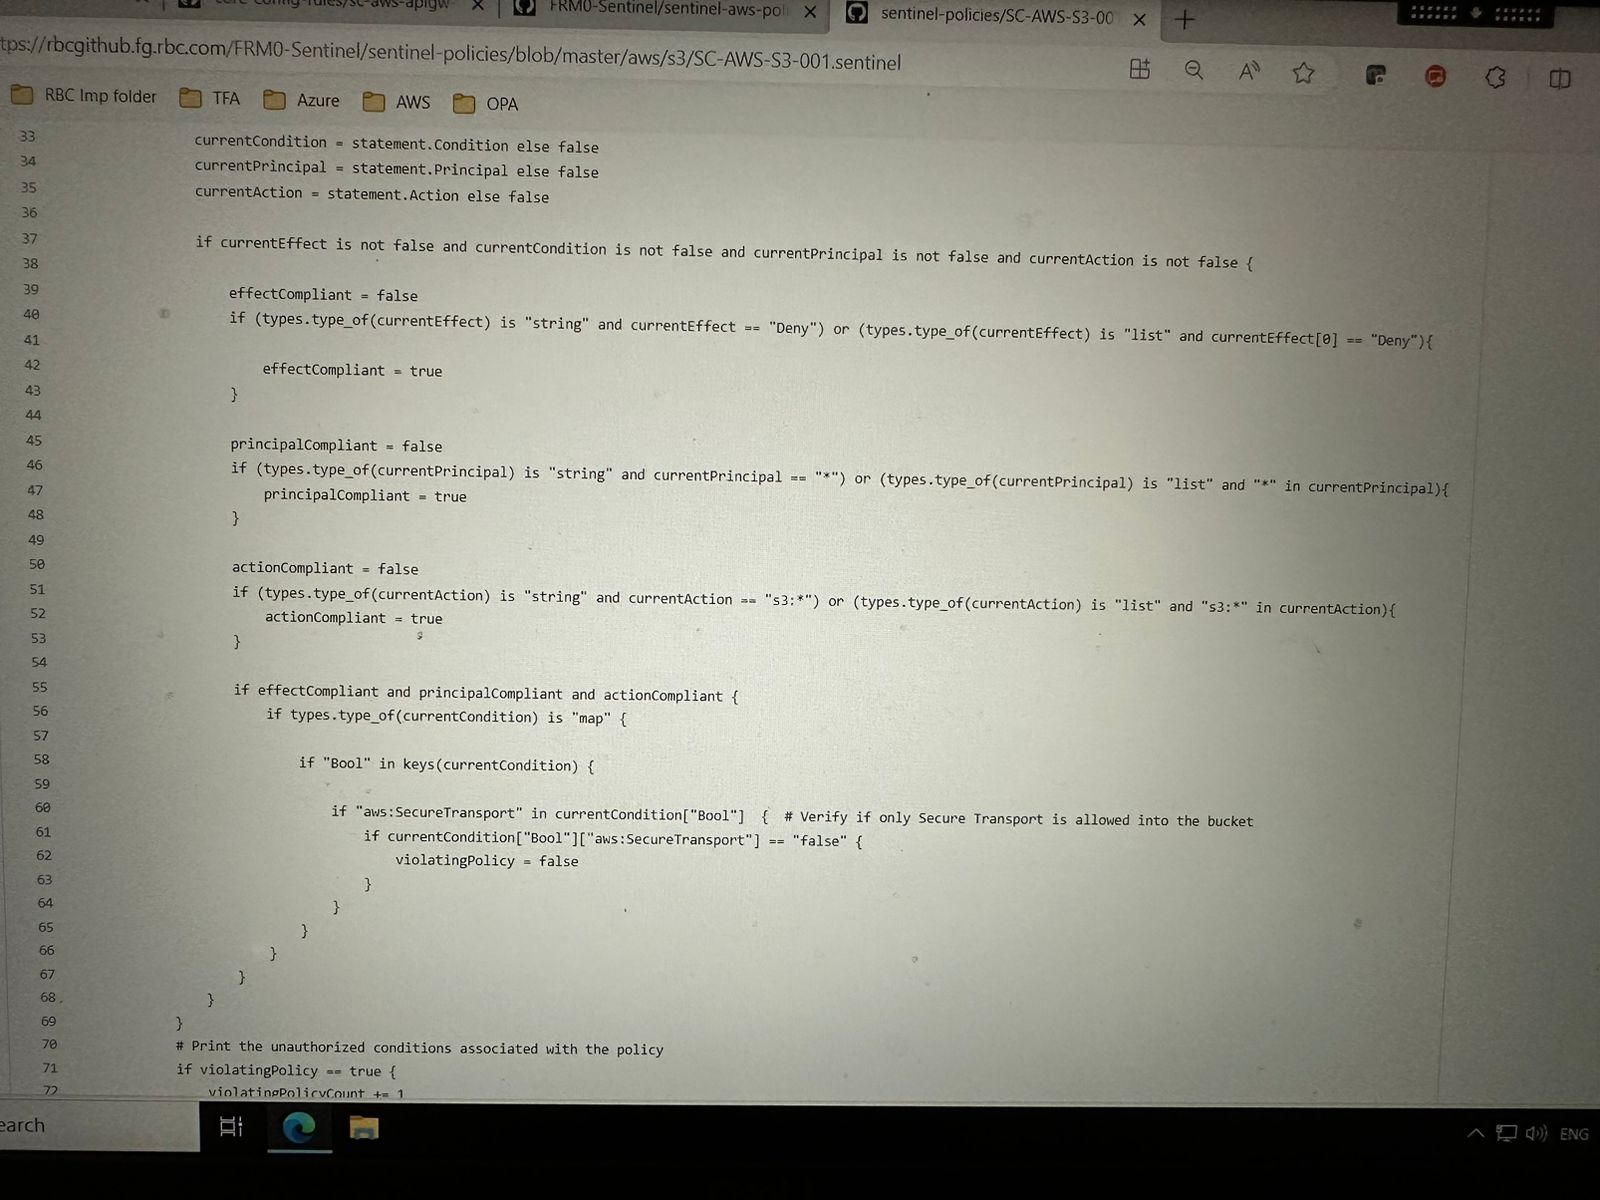 FRM0-Sentinel/sentinel-aws-pol
sentinel-policies/SC-AWS-S3-00
tps://rbcgithub.fg.rbc.com/FRM0-Sentinel/sentinel-policies/blob/master/aws/s3/SC-AWS-S3-001.sentinel
RBC Imp folder TFA Azure AWS OPA
33 currentCondition = statement.Condition else false
34 currentPrincipal = statement.Principal else false
35 currentAction = statement.Action else false
36
37 if currentEffect is not false and currentCondition is not false and currentPrincipal is not false and currentAction is not false {
38
39 effectCompliant = false
40 if (types.type_of(currentEffect) is "string" and currentEffect == "Deny") or (types.type_of(currentEffect) is "list" and currentEffect[0] == "Deny"){
41
42 effectCompliant = true
43 }
44
45 principalCompliant = false
46 if (types.type_of(currentPrincipal) is "string" and currentPrincipal == "*") or (types.type_of(currentPrincipal) is "list" and "*" in currentPrincipal){
47 principalCompliant = true
48 }
49
50 actionCompliant = false
51 if (types.type_of(currentAction) is "string" and currentAction == "s3:*") or (types.type_of(currentAction) is "list" and "s3:*" in currentAction){
52 actionCompliant = true
53 }
54
55 if effectCompliant and principalCompliant and actionCompliant {
56 if types.type_of(currentCondition) is "map" {
57
58 if "Bool" in keys(currentCondition) {
59
60 if "aws:SecureTransport" in currentCondition["Bool"] { # Verify if only Secure Transport is allowed into the bucket
61 if currentCondition["Bool"]["aws:SecureTransport"] == "false" {
62 violatingPolicy = false
63 }
64 }
65 }
66 }
67 }
68 }
69 }
70 # Print the unauthorized conditions associated with the policy
71 if violatingPolicy == true {
72 violatingPolicyCount += 1
earch
ENG